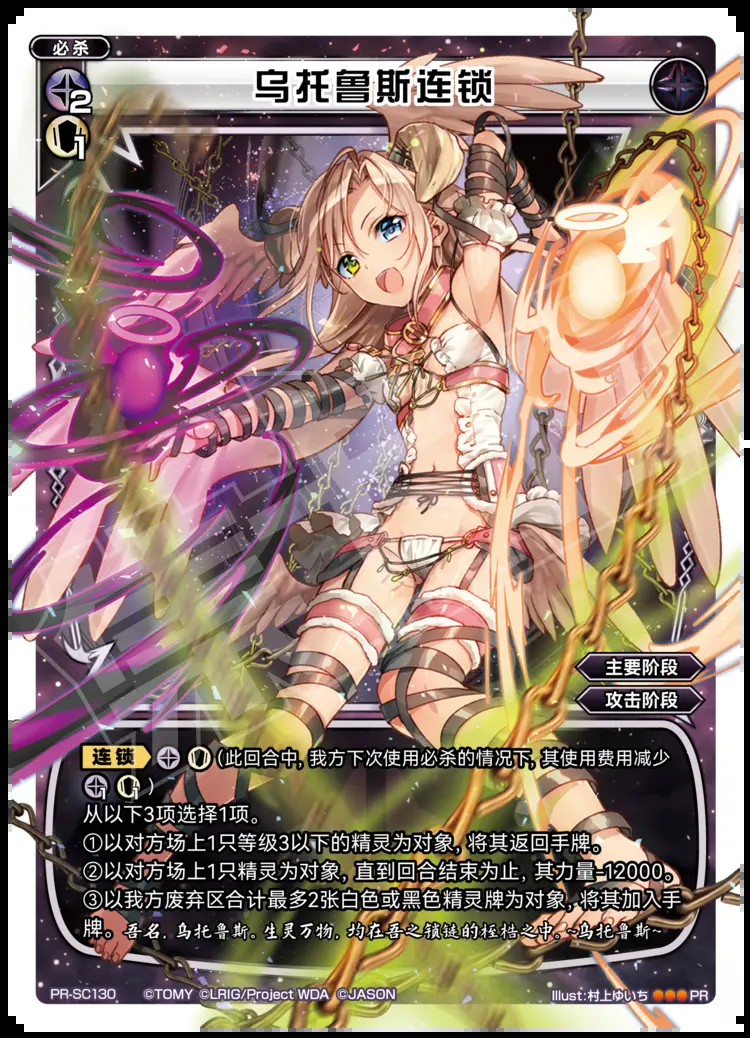 必杀
乌托鲁斯连锁
2
1
主要阶段
攻击阶段
连锁 (此回合中, 我方下次使用必杀的情况下, 其使用费用减少
1 1 )
从以下3项选择1项。
①以对方场上1只等级3以下的精灵为对象, 将其返回手牌。
②以对方场上1只精灵为对象, 直到回合结束为止, 其力量-12000。
③以我方废弃区合计最多2张白色或黑色精灵牌为对象, 将其加入手
牌。吾名, 乌托鲁斯。生灵万物, 均在吾之锁链的桎梏之中。~乌托鲁斯~
PR-SC130 ©TOMY ©LRIG/Project WDA ©JASON Illust:村上ゆいち PR